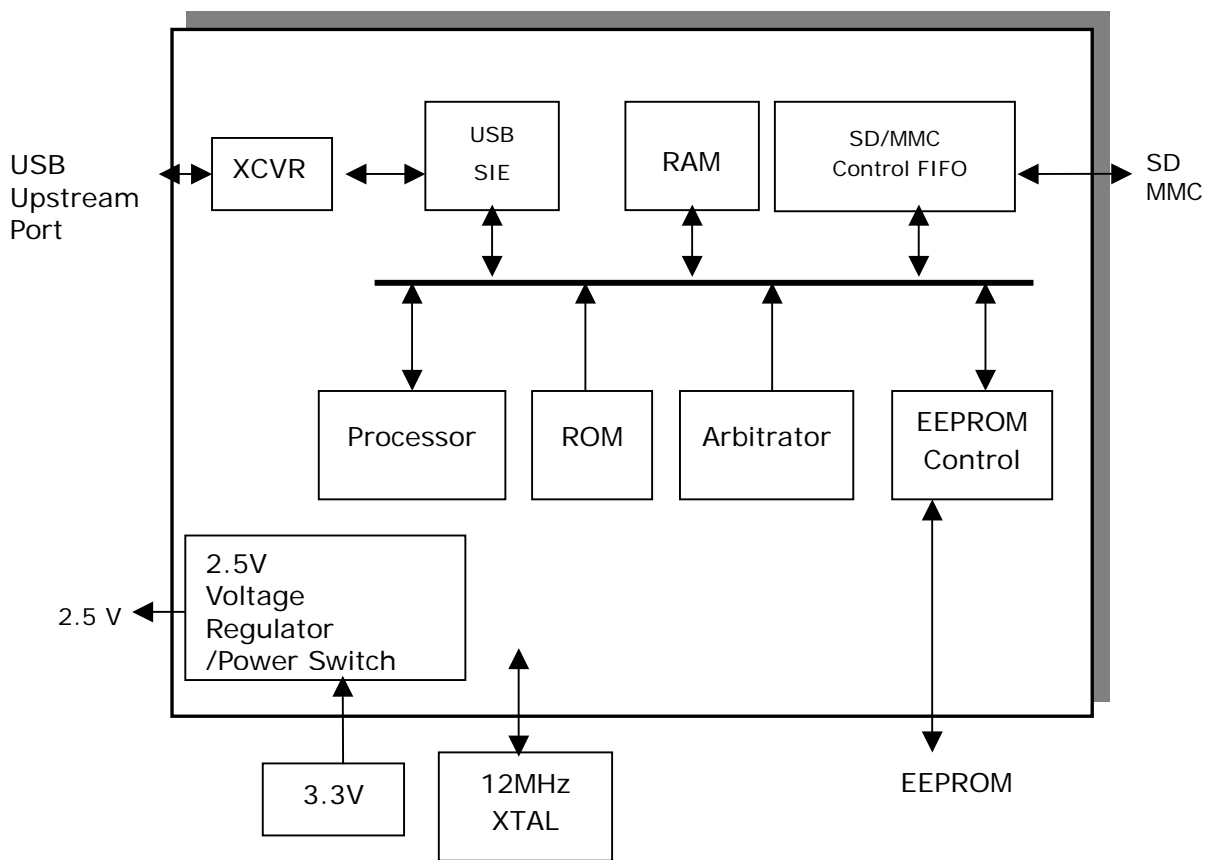 USB
Upstream
Port
XCVR
USB
SIE
RAM
SD/MMC
Control FIFO
SD
MMC
Processor
ROM
Arbitrator
EEPROM
Control
2.5V
Voltage
Regulator
/Power Switch
2.5 V
3.3V
12MHz
XTAL
EEPROM